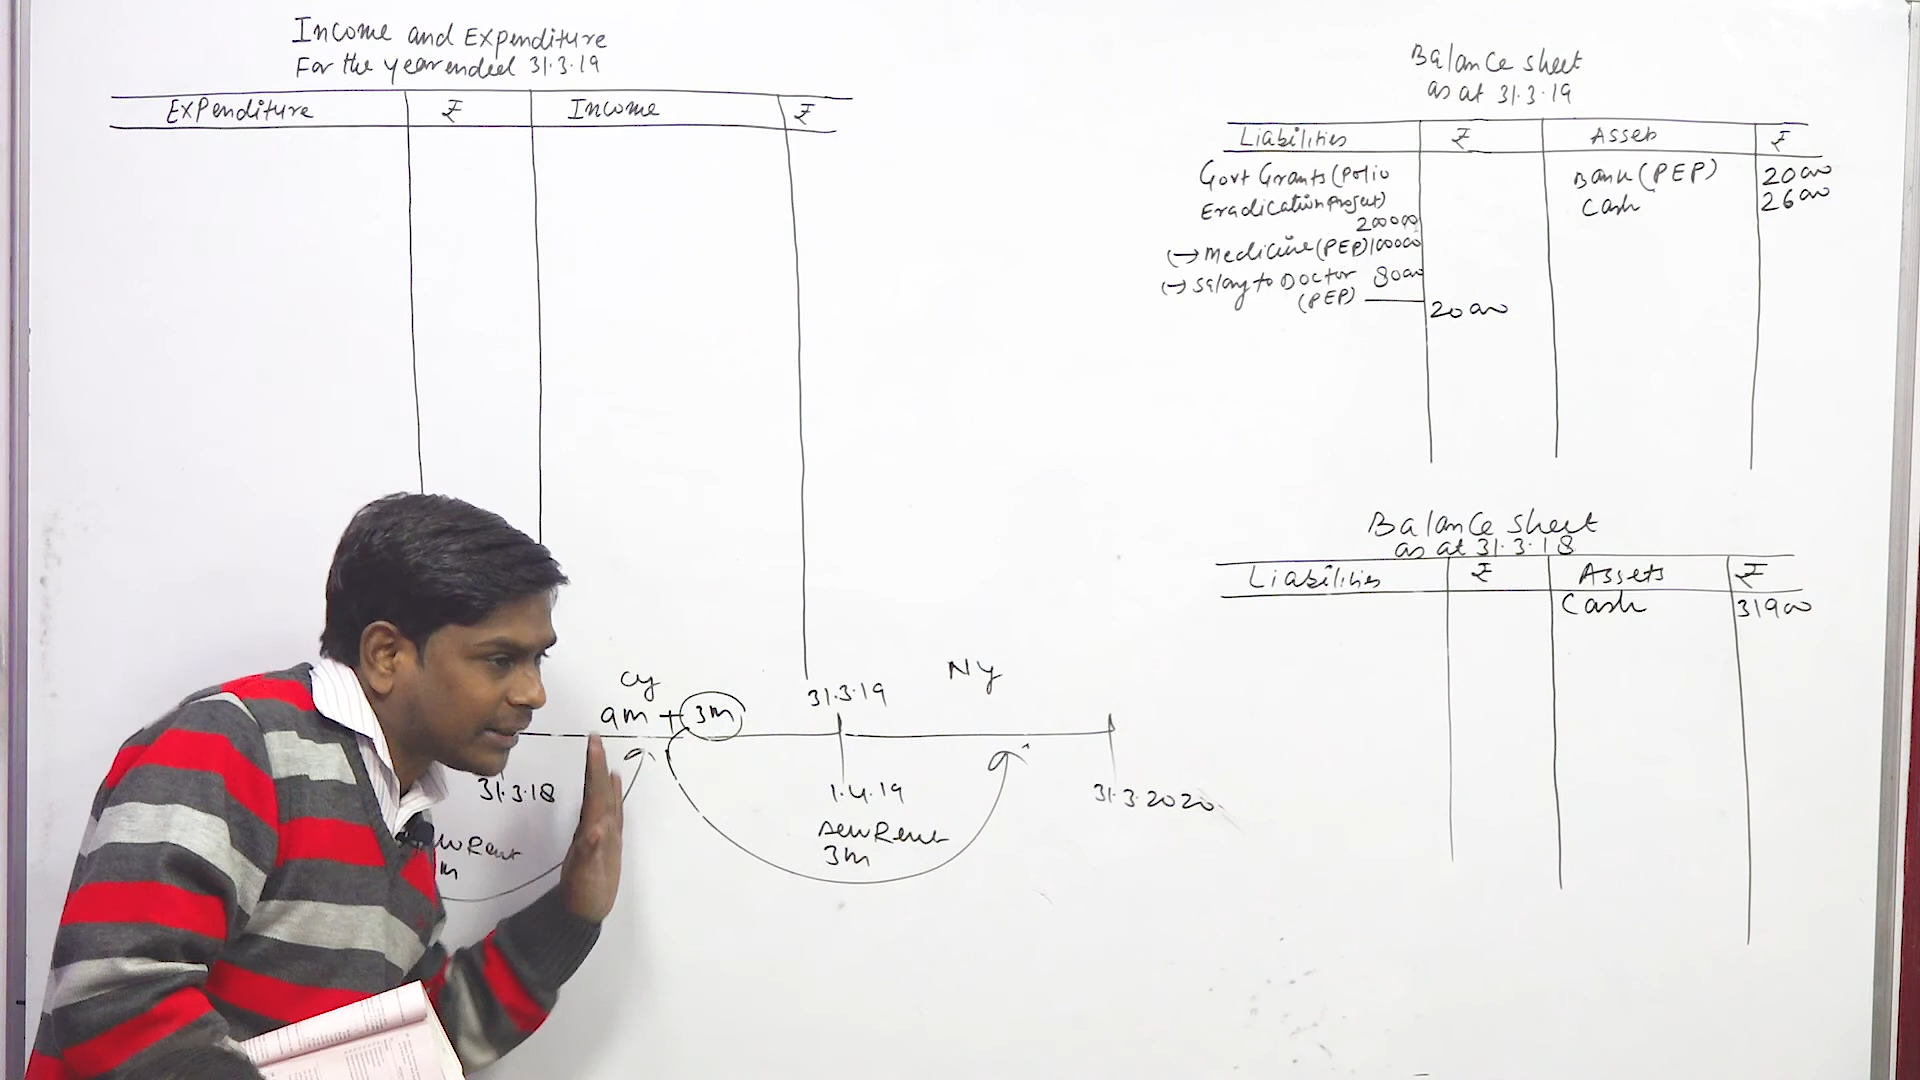 Income and Expenditure
For the year ended 31.3.19
Expenditure ₹ Income ₹
Balance sheet
as at 31.3.19
Liabilities ₹ Assets ₹
Govt Grants (Polio
Eradication Project)
200000
(→ Medicine (PEP) 100000
(→ Salary to Doctor 8000
(PEP)
2000
Bank (PEP) 2000
Cash 2600
Balance sheet
as at 31.3.18
Liabilities ₹ Assets ₹
Cash 31900
Cy
9m + 3m
31.3.19
Ny
31.3.18
1.4.19
31.3.2020
Rent
3m